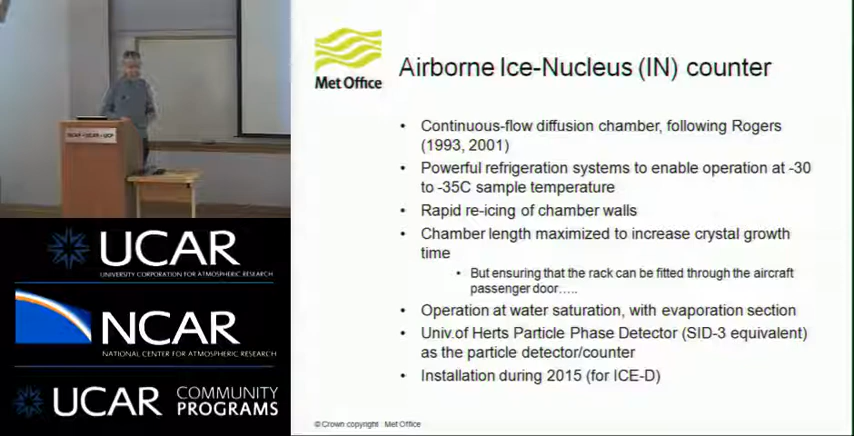 Met Office
Airborne Ice-Nucleus (IN) counter
• Continuous-flow diffusion chamber, following Rogers
(1993, 2001)
• Powerful refrigeration systems to enable operation at -30
to -35C sample temperature
• Rapid re-icing of chamber walls
• Chamber length maximized to increase crystal growth
time
• But ensuring that the rack can be fitted through the aircraft
passenger door…..
• Operation at water saturation, with evaporation section
• Univ.of Herts Particle Phase Detector (SID-3 equivalent)
as the particle detector/counter
• Installation during 2015 (for ICE-D)
© Crown copyright Met Office
NCAR • UCAR • UCP
UCAR
UNIVERSITY CORPORATION FOR ATMOSPHERIC RESEARCH
NCAR
NATIONAL CENTER FOR ATMOSPHERIC RESEARCH
UCAR COMMUNITY
PROGRAMS